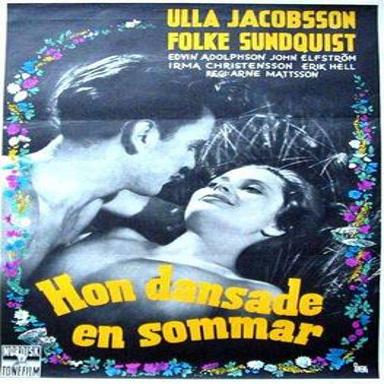 ULLA JACOBSSON
FOLKE SUNDQUIST
EDVIN ADOLPHSON JOHN ELFSTRÖM
IRMA CHRISTENSSON ERIK HELL
REGI: ARNE MATTSSON
Hon dansade
en sommar
NORDISK
TONEFILM